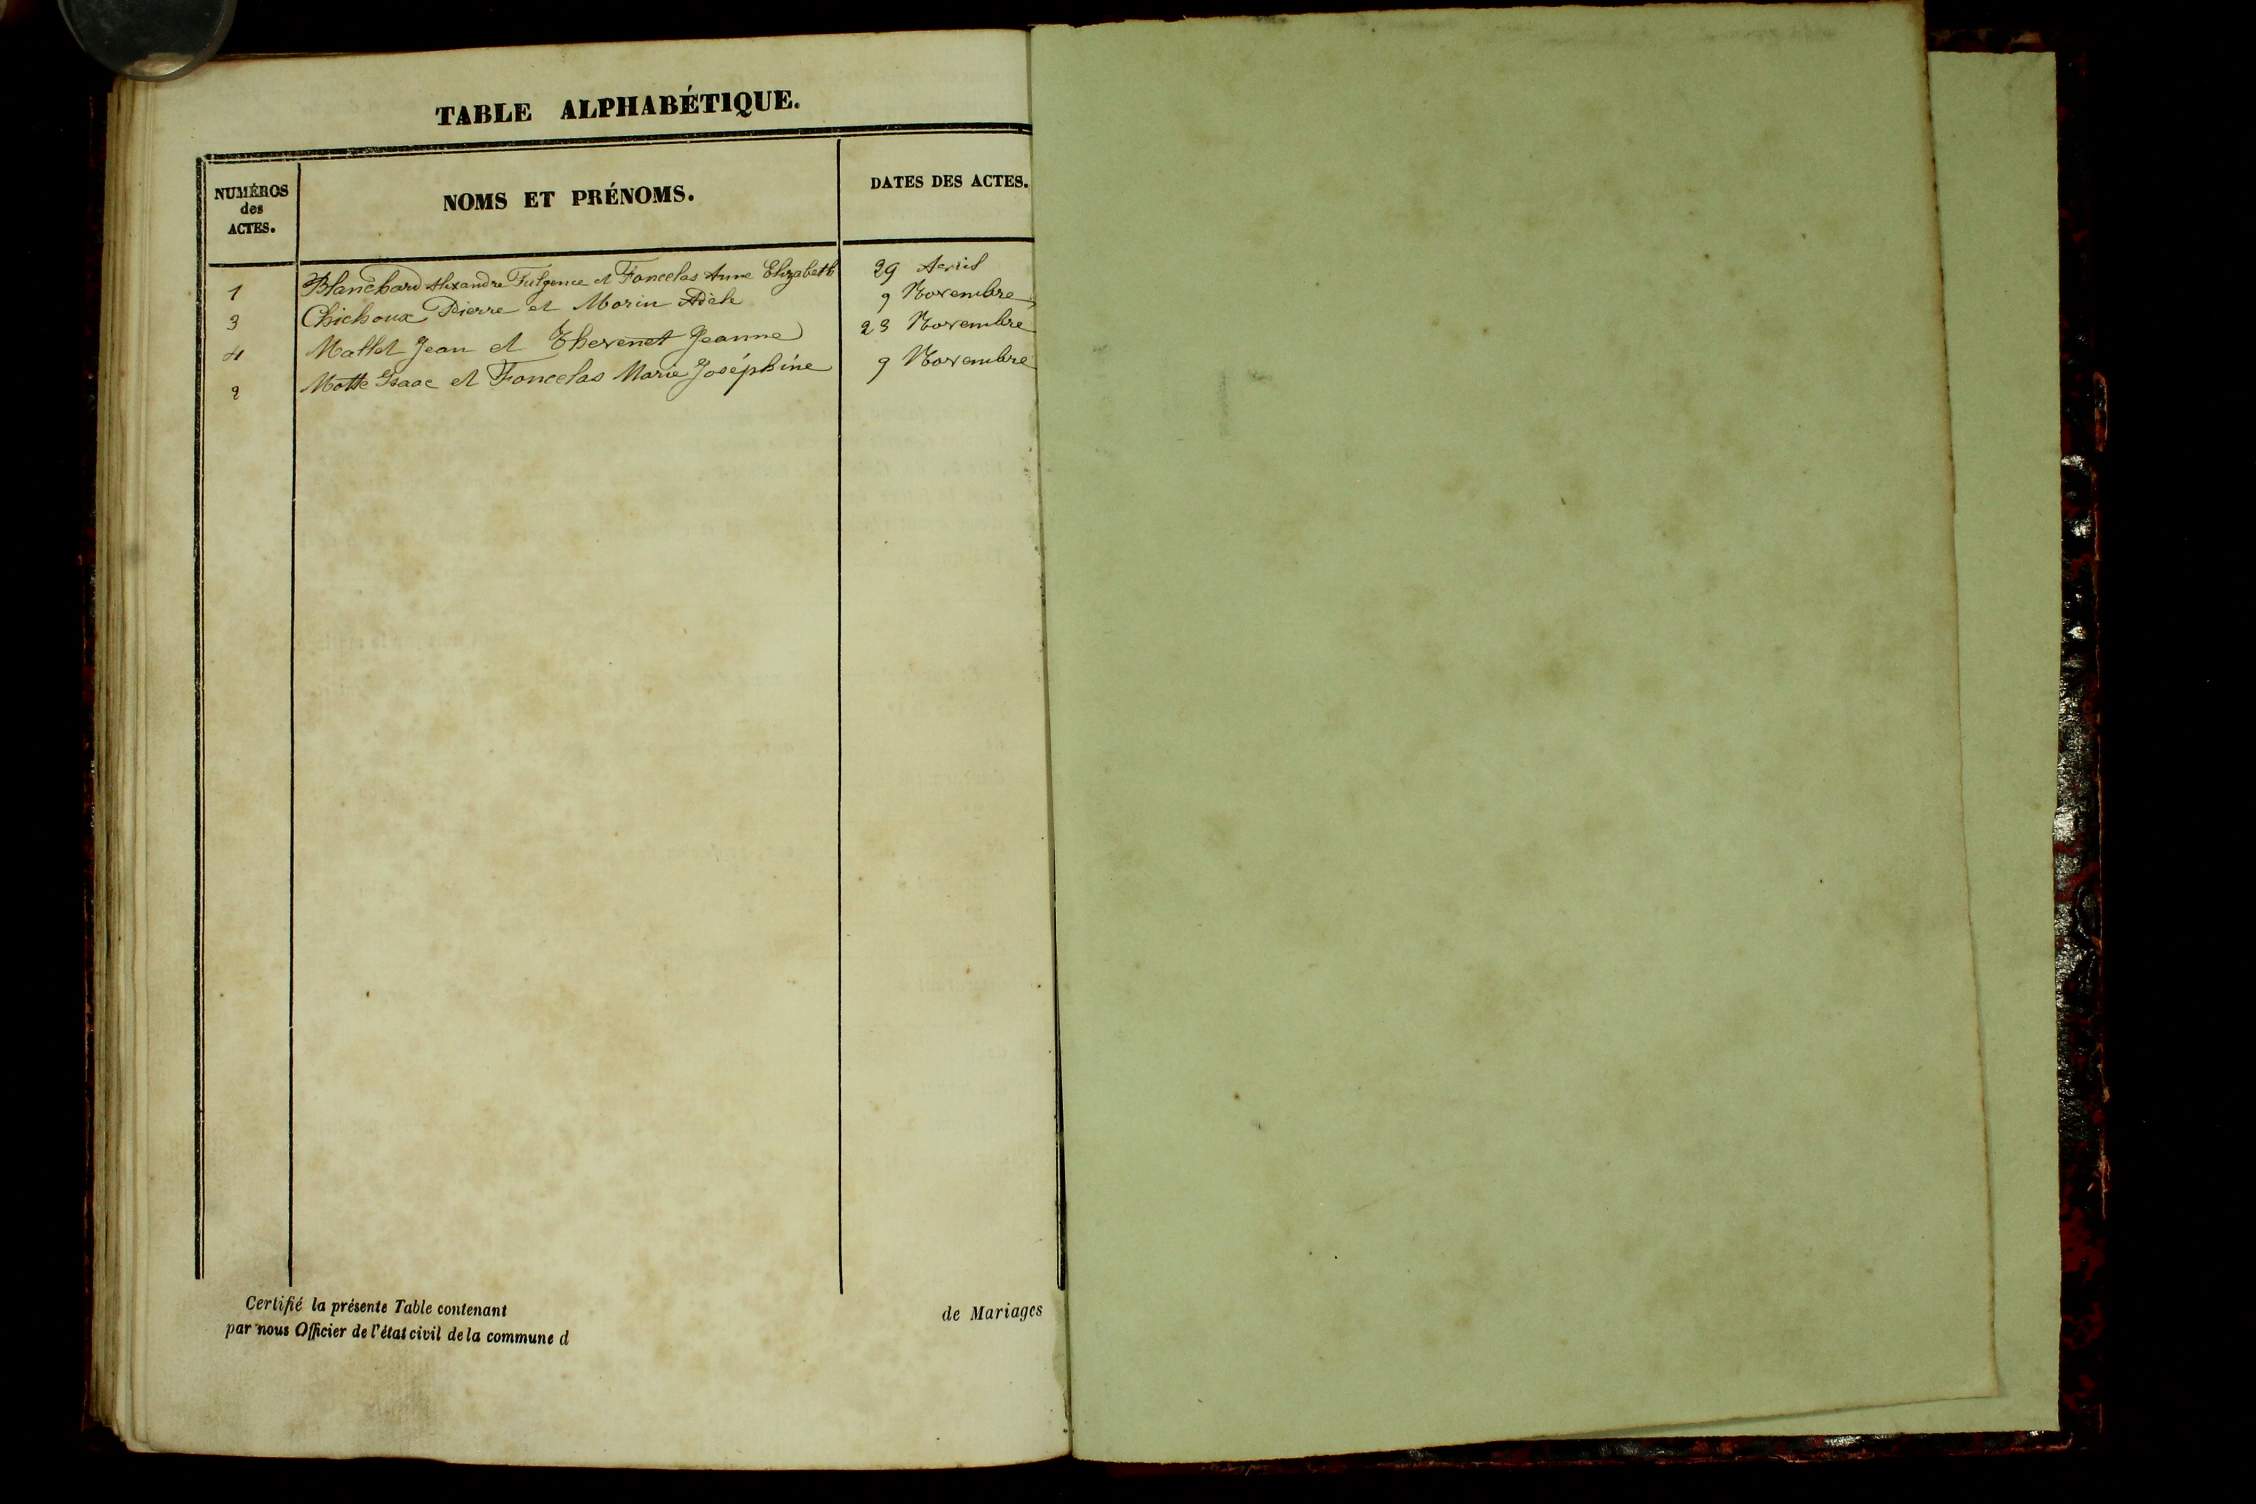 TABLE ALPHABÉTIQUE.
NUMÉROS des ACTES. NOMS ET PRÉNOMS. DATES DES ACTES.
1 Blanchard Alexandre Fulgence et Foncelas Anne Elizabeth 29 Avril
3 Chichoux Pierre et Morin Adèle 9 Novembre
4 Mallet Jean et Thevenet Jeanne 23 Novembre
2 Motte Isaac et Foncelas Marie Joséphine 9 Novembre
Certifié la présente Table contenant de Mariages
par nous Officier de l'état civil de la commune d